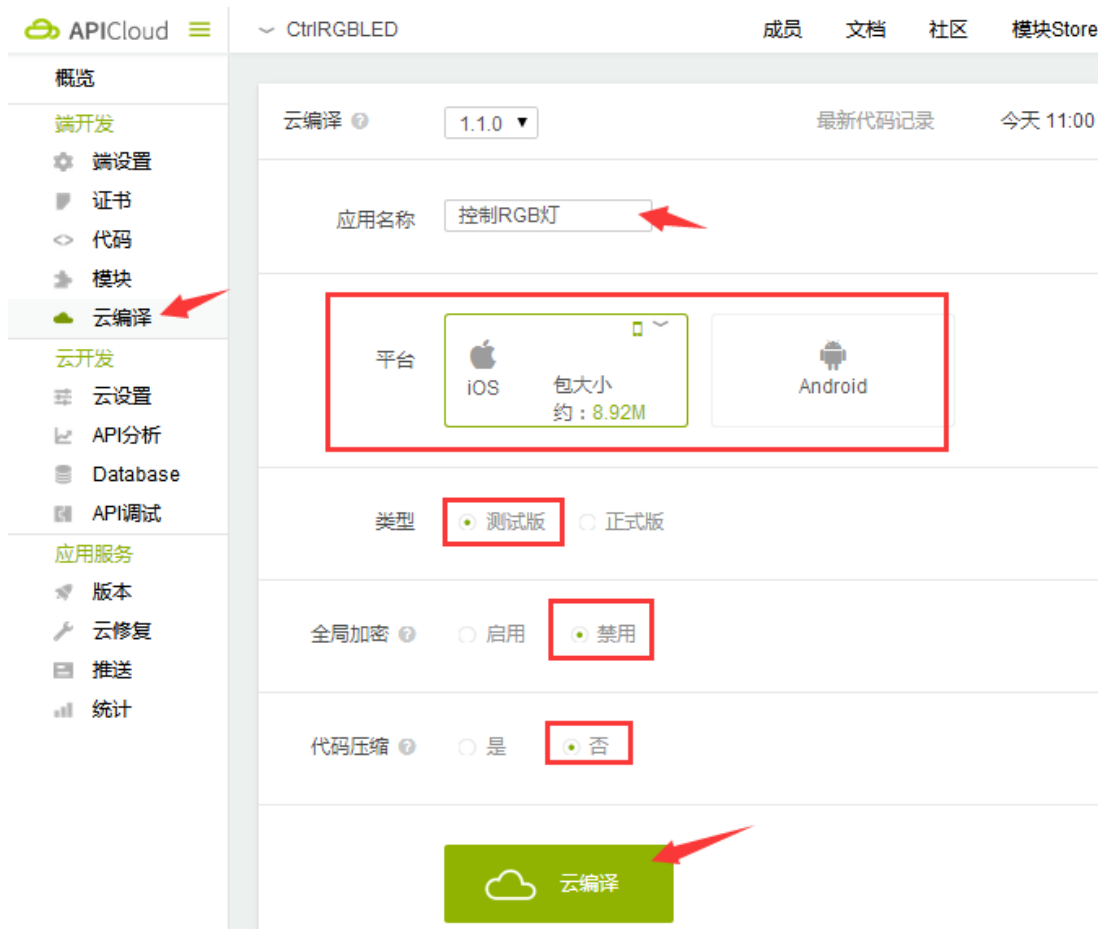 APICloud
CtrlRGBLED
成员 文档 社区 模块Store
概览
端开发
端设置
证书
代码
模块
云编译
云开发
云设置
API分析
Database
API调试
应用服务
版本
云修复
推送
统计
云编译 ? 1.1.0 ▼ 最新代码记录 今天 11:00
应用名称 控制RGB灯
平台
iOS
包大小
约：8.92M
Android
类型 测试版 正式版
全局加密 ? 启用 禁用
代码压缩 ? 是 否
云编译